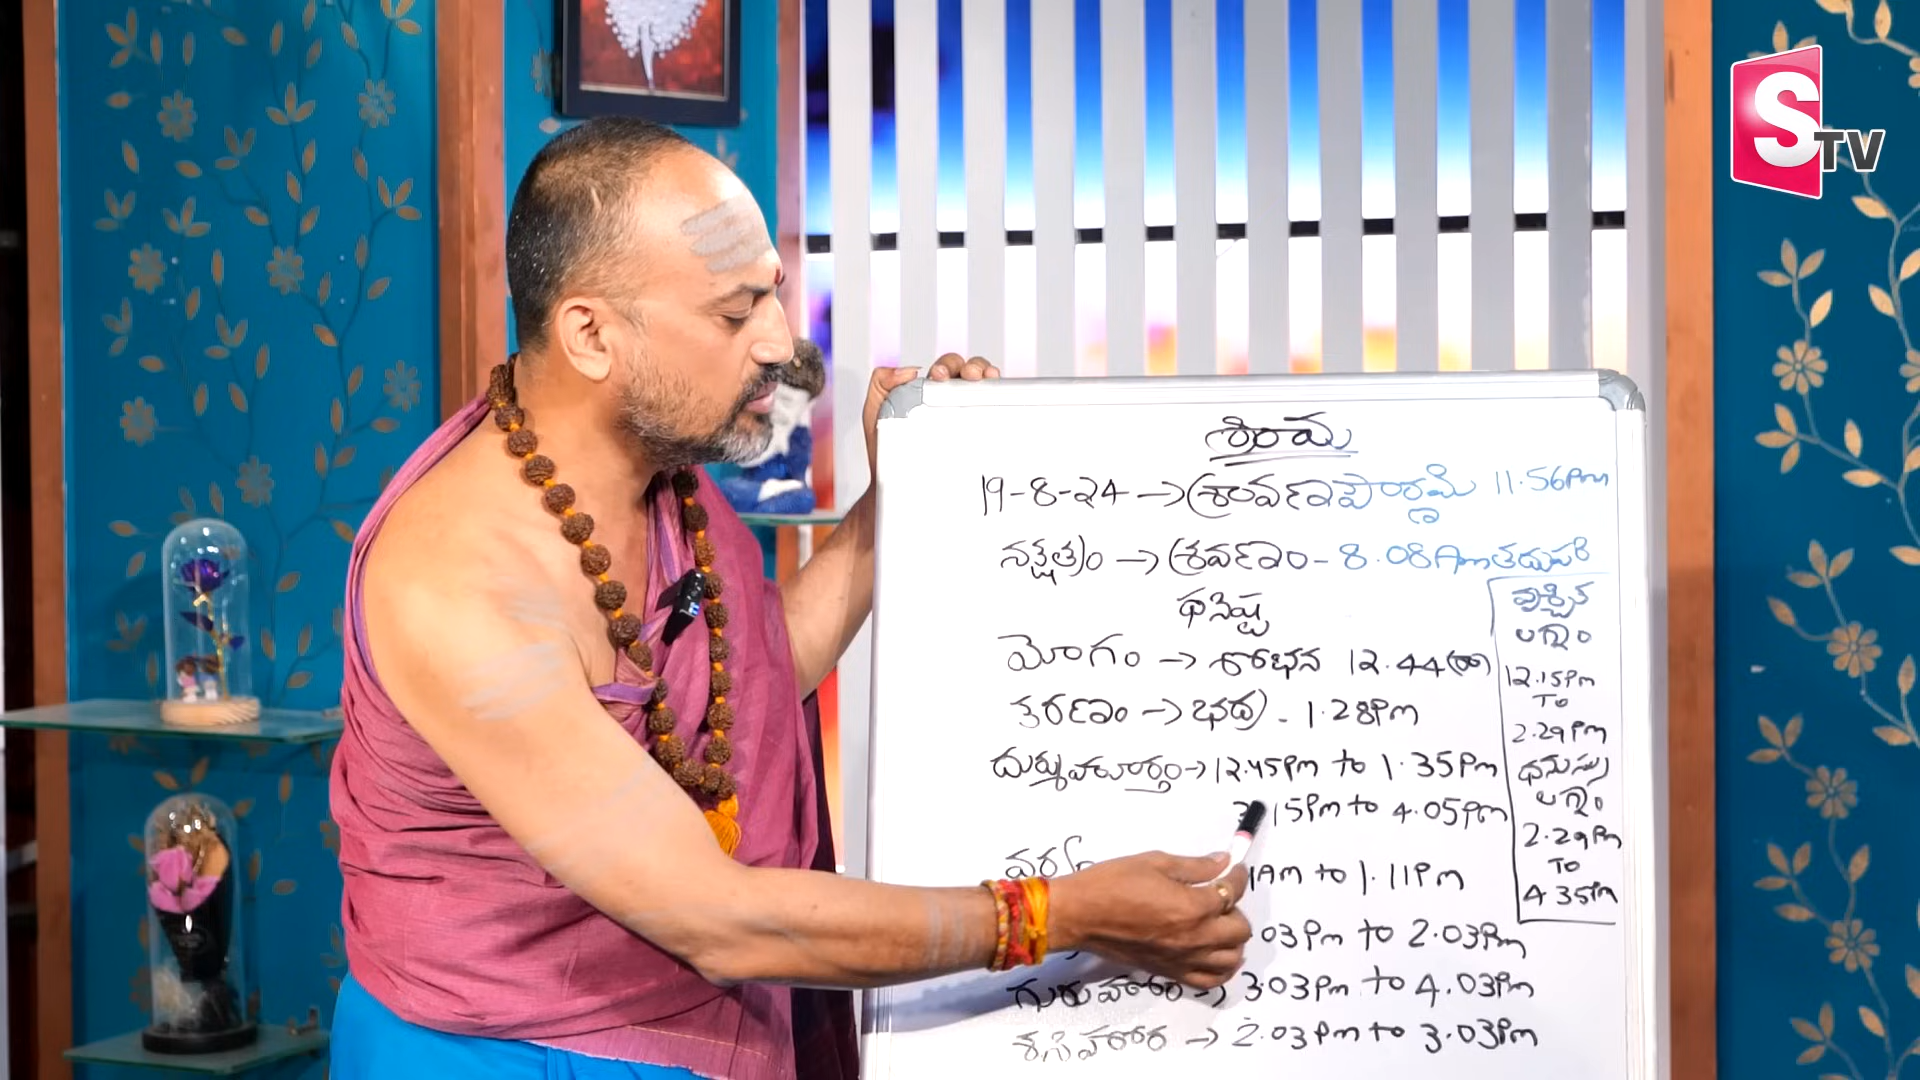 STV
శ్రీరామ
19-8-24 → శ్రావణ పౌర్ణమి 11.56Pm
నక్షత్రం → శ్రవణం - 8.08Am తదుపరి
ధనిష్ట
యోగం → శోభన 12.44(రా)
కరణం → భద్ర - 1.28Pm
దుర్ముహూర్తం → 12.45Pm to 1.35Pm
15Pm to 4.05Pm
వర్జ్యం
1Am to 1.11Pm
03Pm to 2.03Pm
గురుహోర → 3.03Pm to 4.03Pm
శనిహోర → 2.03Pm to 3.03Pm
వృశ్చిక
లగ్నం
12.15Pm
To
2.29Pm
ధనుస్సు
లగ్నం
2.29Pm
To
4.35Pm